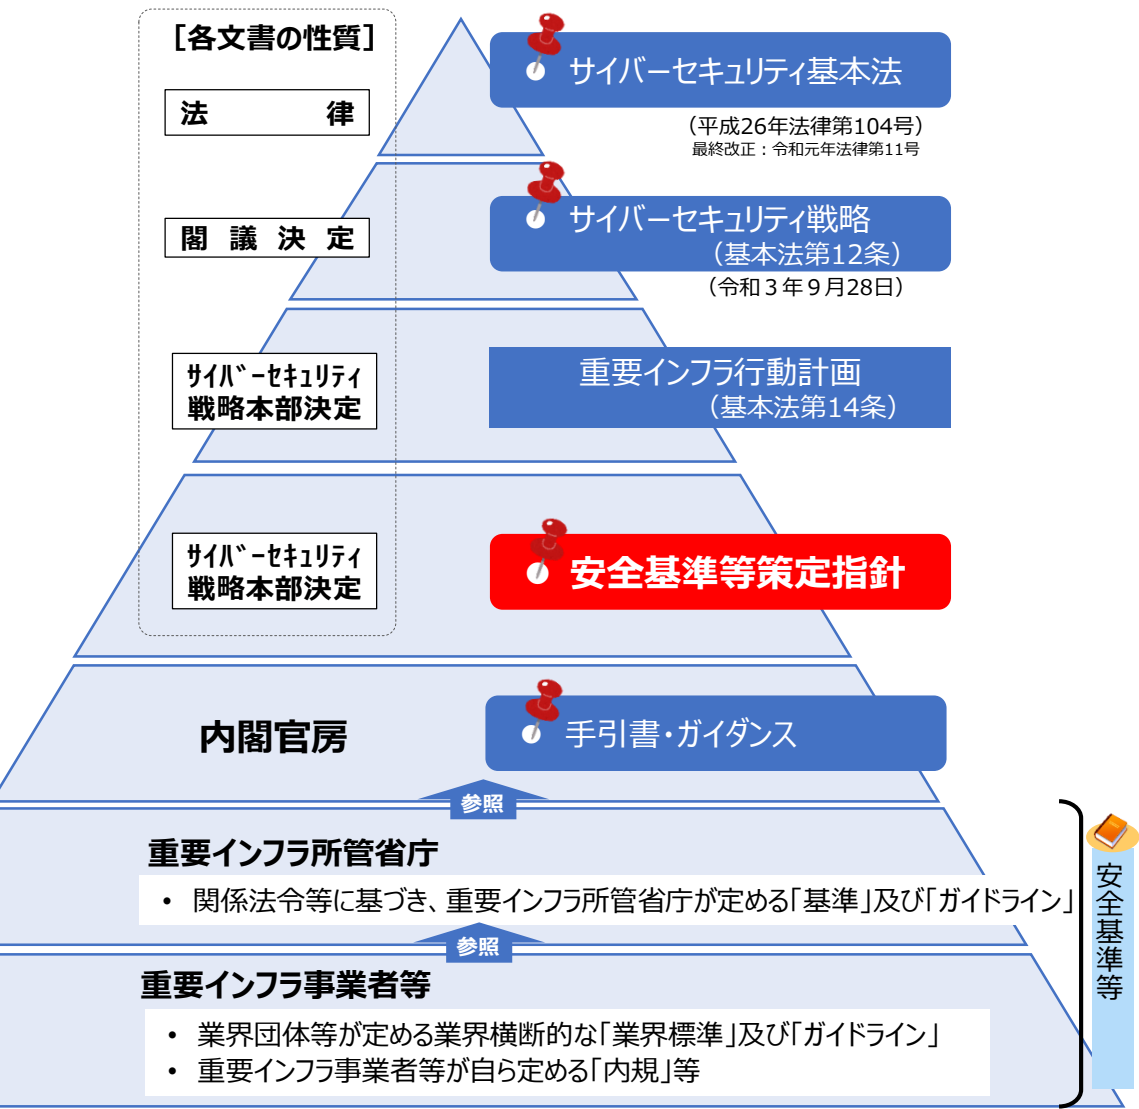 ［各文書の性質］
サイバーセキュリティ基本法
法　律
（平成26年法律第104号）
最終改正：令和元年法律第11号
サイバーセキュリティ戦略
（基本法第12条）
閣議決定
（令和３年９月28日）
重要インフラ行動計画
（基本法第14条）
ｻｲﾊﾞｰｾｷｭﾘﾃｨ
戦略本部決定
ｻｲﾊﾞｰｾｷｭﾘﾃｨ
戦略本部決定
安全基準等策定指針
内閣官房
手引書・ガイダンス
参照
重要インフラ所管省庁
• 関係法令等に基づき、重要インフラ所管省庁が定める「基準」及び「ガイドライン」
参照
重要インフラ事業者等
• 業界団体等が定める業界横断的な「業界標準」及び「ガイドライン」
• 重要インフラ事業者等が自ら定める「内規」等
安全基準等